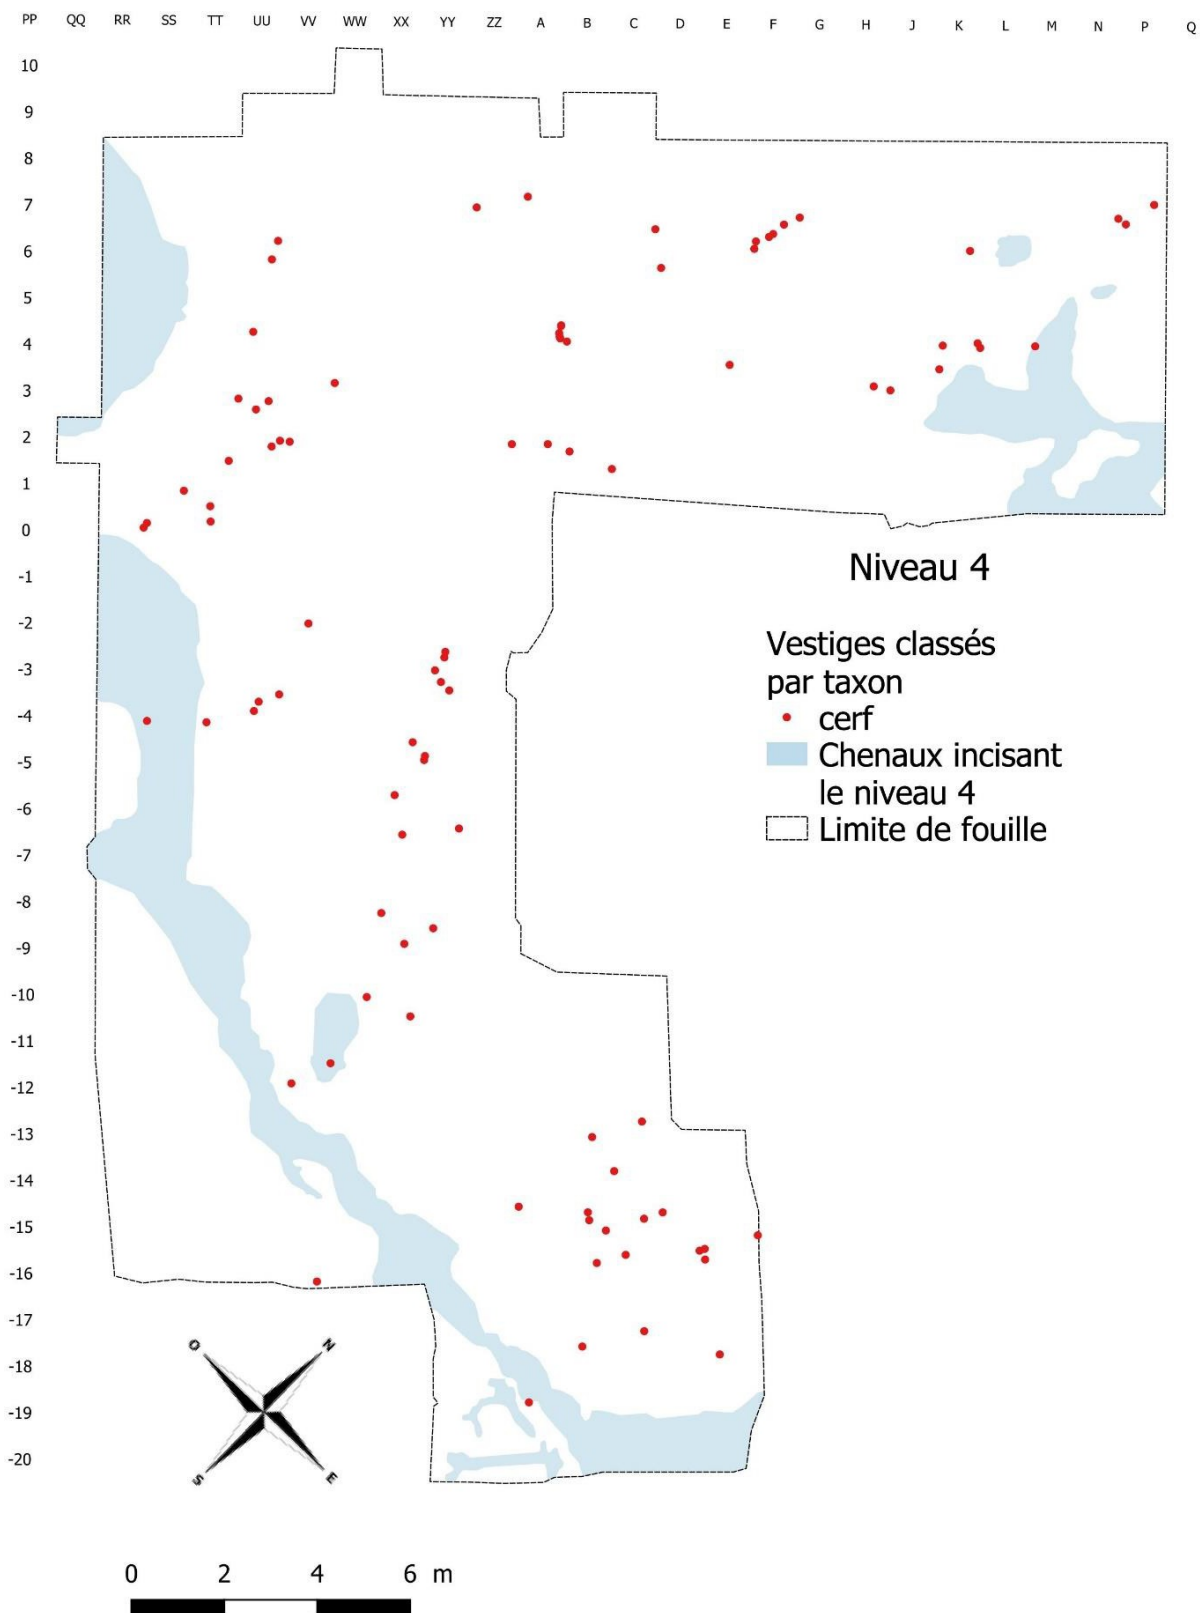 PP QQ RR SS TT UU VV WW XX YY ZZ A B C D E F G H J K L M N P Q
10
9
8
7
6
5
4
3
2
1
0
-1
-2
-3
-4
-5
-6
-7
-8
-9
-10
-11
-12
-13
-14
-15
-16
-17
-18
-19
-20
Niveau 4
Vestiges classés
par taxon
cerf
Chenaux incisant
le niveau 4
Limite de fouille
O N
S E
0 2 4 6 m